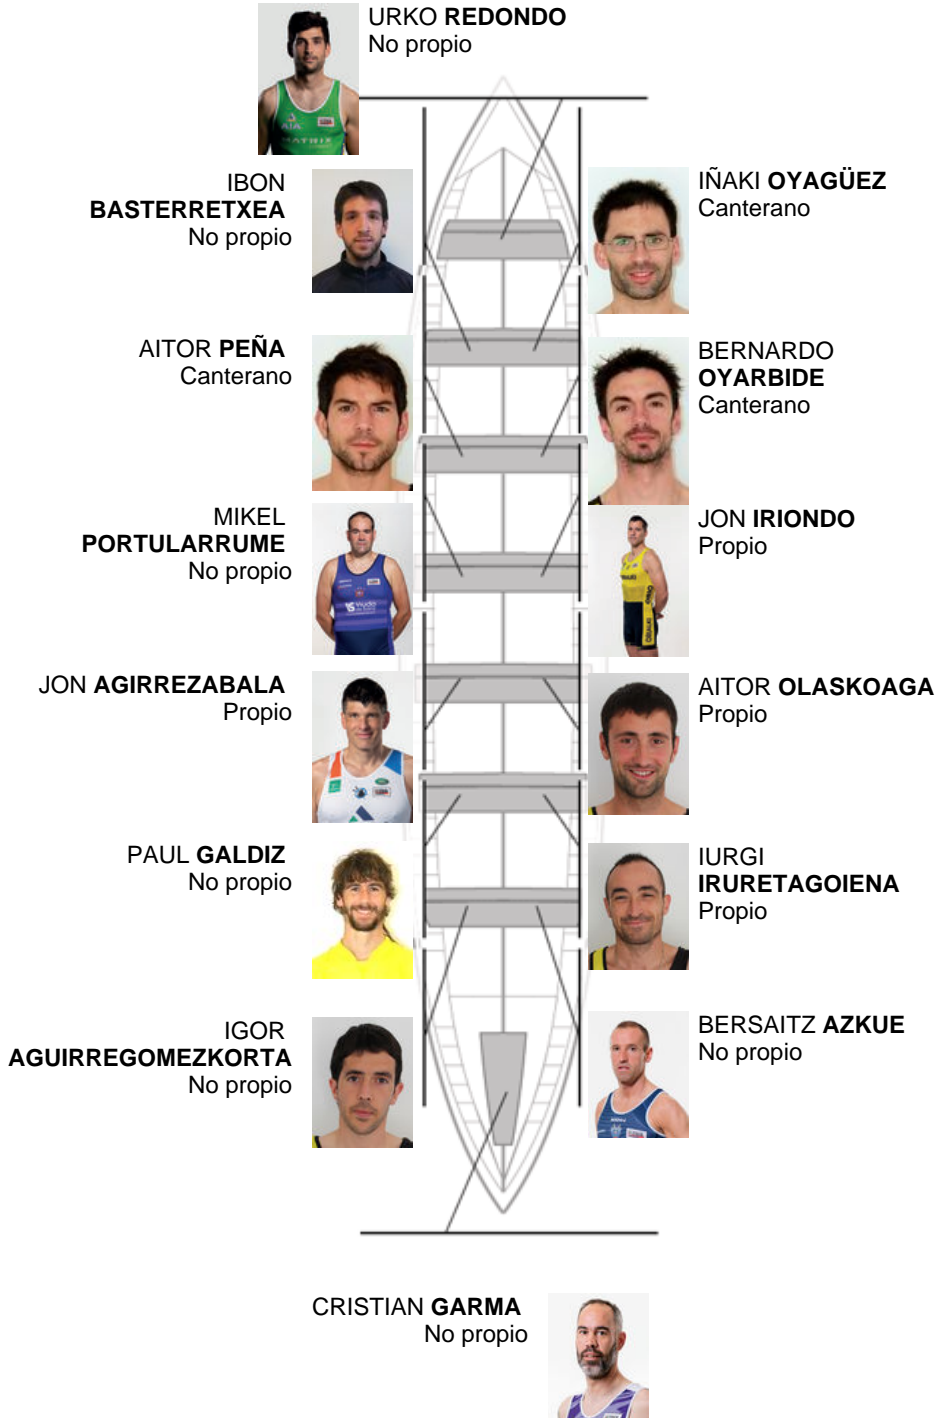 URKO REDONDO
No propio
IBON
BASTERRETXEA
No propio
IÑAKI OYAGÜEZ
Canterano
AITOR PEÑA
Canterano
BERNARDO
OYARBIDE
Canterano
MIKEL
PORTULARRUME
No propio
JON IRIONDO
Propio
JON AGIRREZABALA
Propio
AITOR OLASKOAGA
Propio
PAUL GALDIZ
No propio
IURGI
IRURETAGOIENA
Propio
IGOR
AGUIRREGOMEZKORTA
No propio
BERSAITZ AZKUE
No propio
CRISTIAN GARMA
No propio